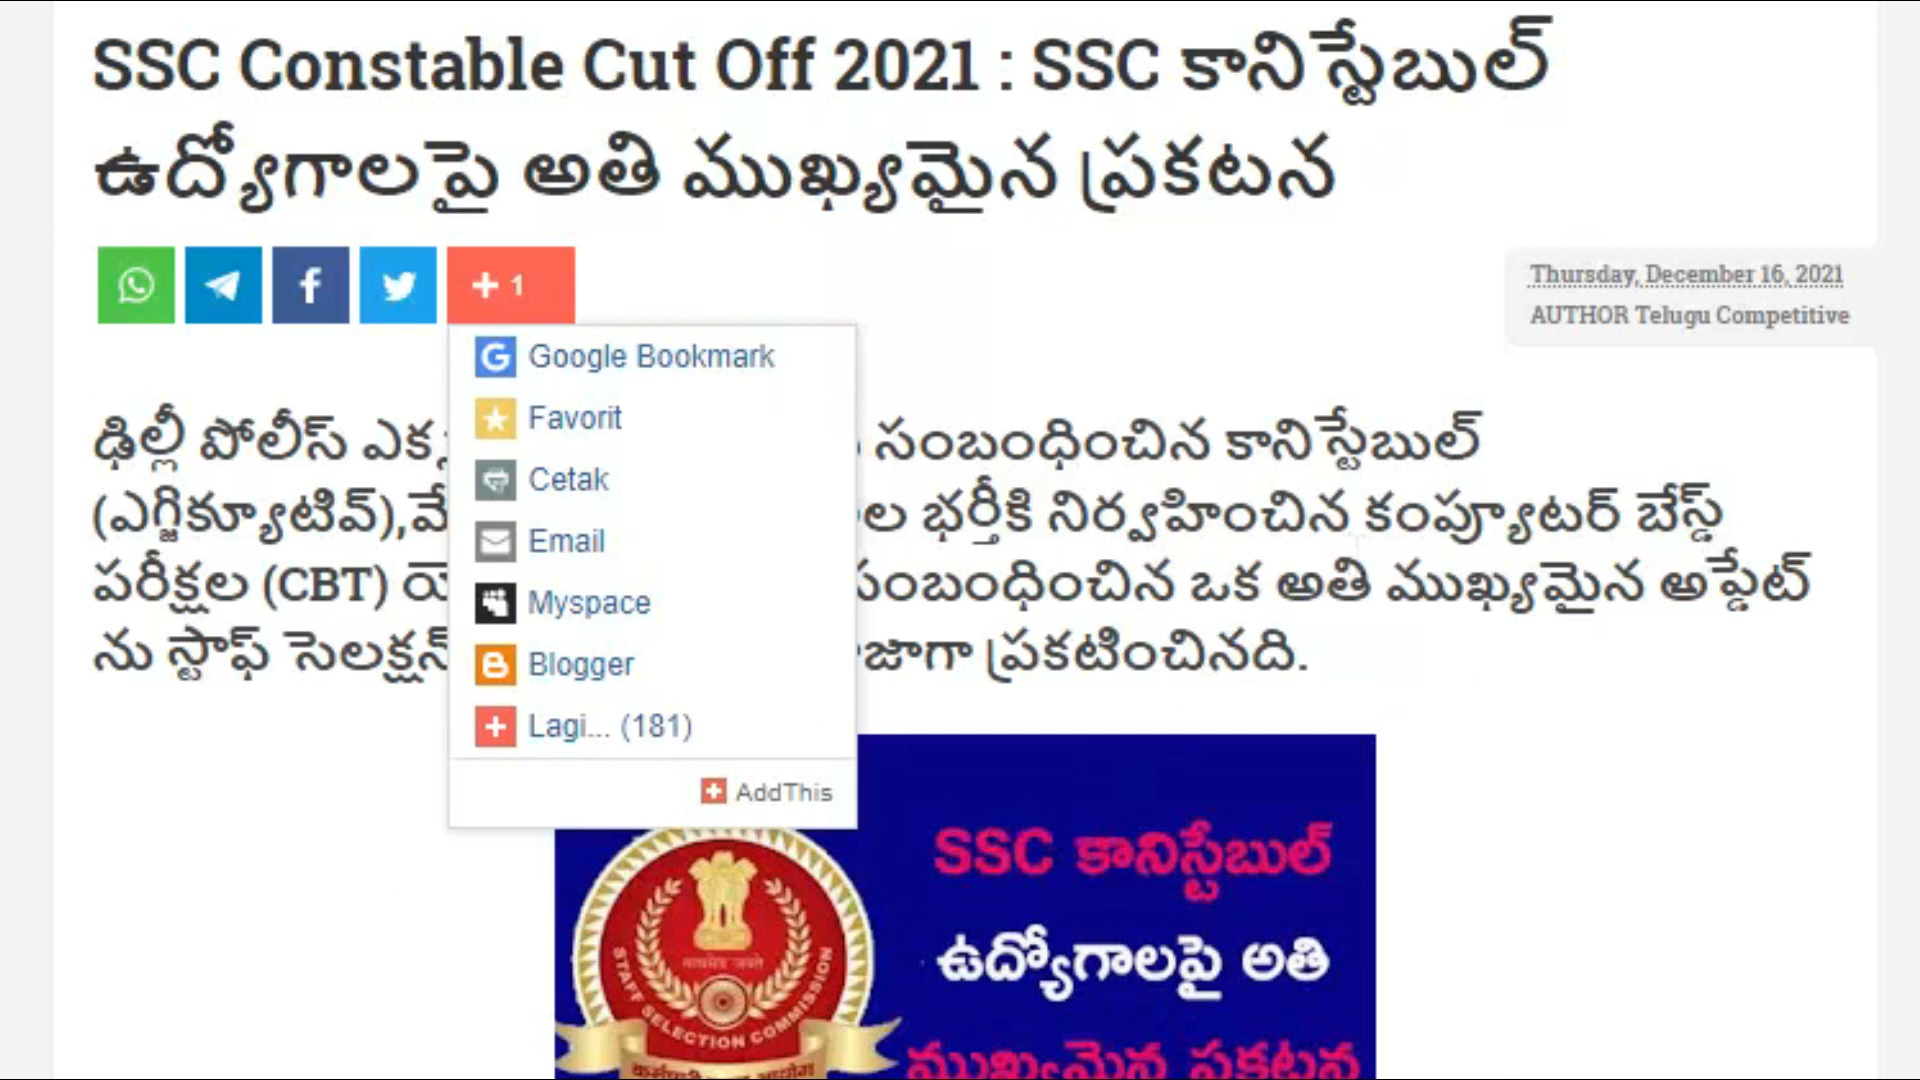 SSC Constable Cut Off 2021 : SSC కానిస్టేబుల్
ఉద్యోగాలపై అతి ముఖ్యమైన ప్రకటన
+ 1
Thursday, December 16, 2021
AUTHOR Telugu Competitive
Google Bookmark
Favorit
Cetak
Email
Myspace
Blogger
Lagi... (181)
AddThis
ఢిల్లీ పోలీస్ సంబంధించిన కానిస్టేబుల్
(ఎగ్జిక్యూటివ్), భర్తీకి నిర్వహించిన కంప్యూటర్ బేస్డ్
పరీక్షల (CBT) సంబంధించిన ఒక అతి ముఖ్యమైన అప్డేట్
ను స్టాఫ్ సెలక్షన్ ప్రకటించినది.
SSC కానిస్టేబుల్
ఉద్యోగాలపై అతి
ముఖ్యమైన ప్రకటన
STAFF SELECTION COMMISSION